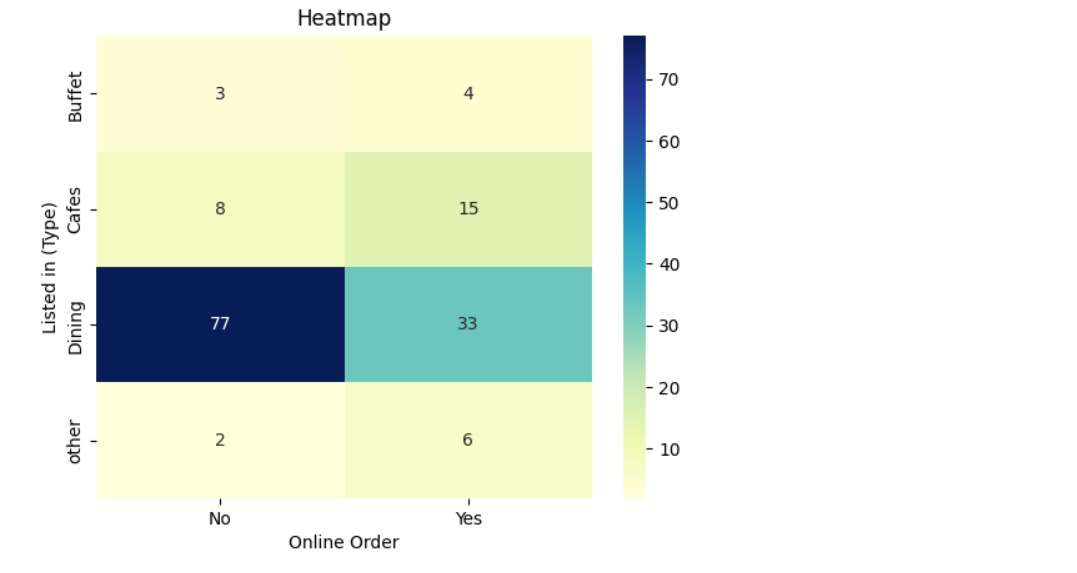 Heatmap
Buffet
3
4
Cafes
8
15
Dining
77
33
other
2
6
Listed in (Type)
No
Yes
Online Order
70
60
50
40
30
20
10